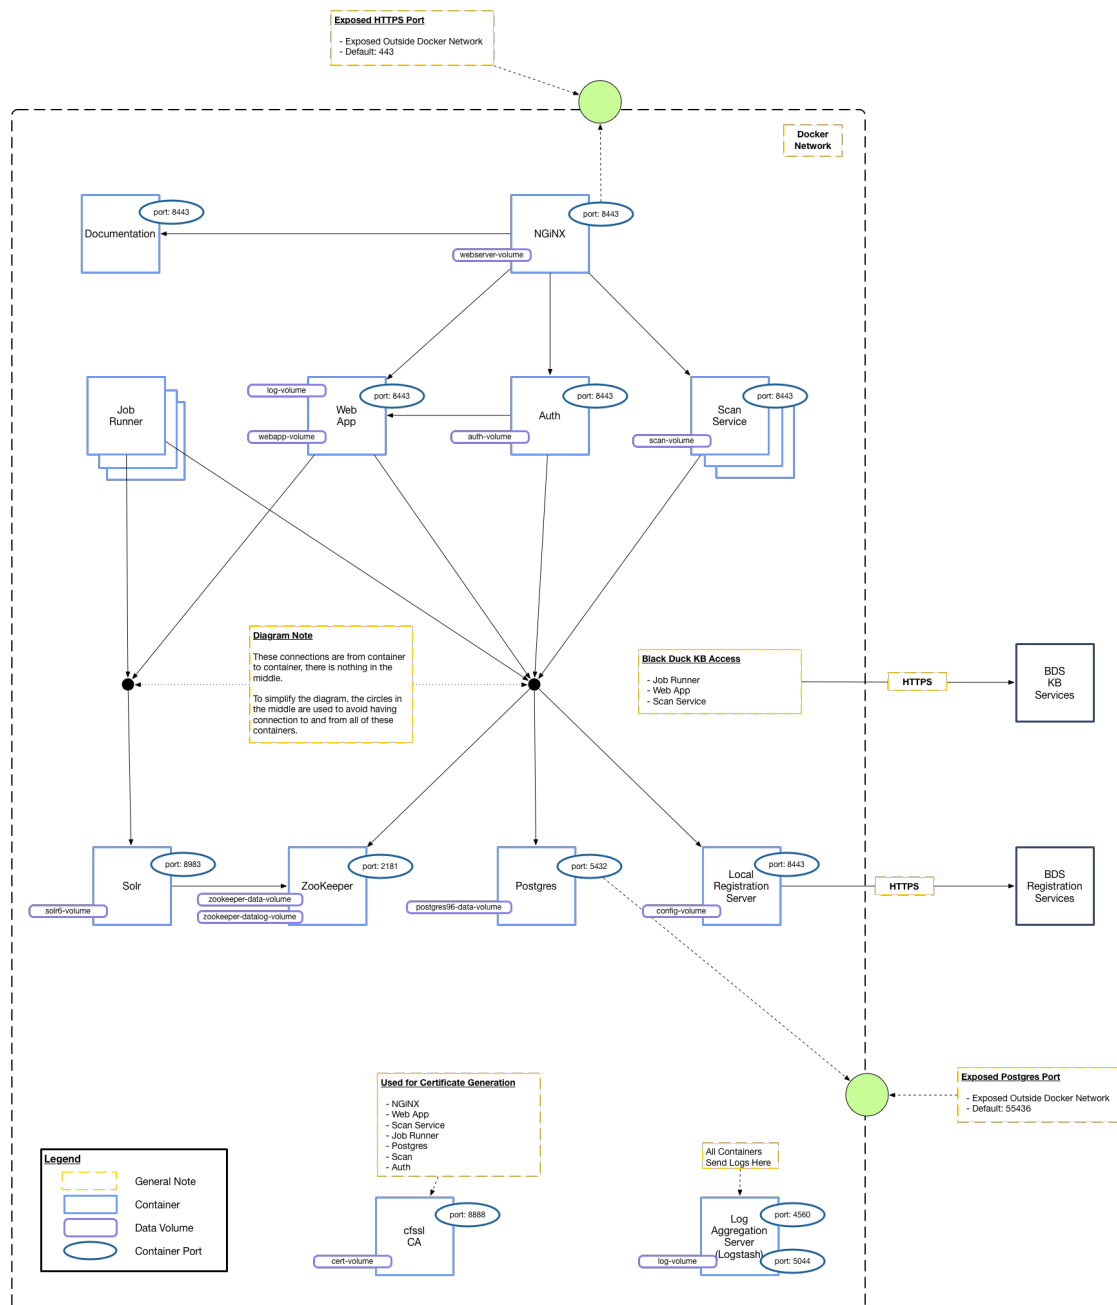 Exposed HTTPS Port
- Exposed Outside Docker Network
- Default: 443
Docker
Network
port: 8443
Documentation
port: 8443
NGiNX
webserver-volume
Job
Runner
log-volume
port: 8443
Web
App
webapp-volume
port: 8443
Auth
auth-volume
port: 8443
Scan
Service
scan-volume
Diagram Note
These connections are from container
to container, there is nothing in the
middle.
To simplify the diagram, the circles in
the middle are used to avoid having
connection to and from all of these
containers.
Black Duck KB Access
- Job Runner
- Web App
- Scan Service
HTTPS
BDS
KB
Services
port: 8983
Solr
solr6-volume
port: 2181
ZooKeeper
zookeeper-data-volume
zookeeper-datalog-volume
port: 5432
Postgres
postgres96-data-volume
port: 8443
Local
Registration
Server
config-volume
HTTPS
BDS
Registration
Services
Exposed Postgres Port
- Exposed Outside Docker Network
- Default: 55436
Used for Certificate Generation
- NGiNX
- Web App
- Scan Service
- Job Runner
- Postgres
- Scan
- Auth
port: 8888
cfssl
CA
cert-volume
All Containers
Send Logs Here
port: 4560
Log
Aggregation
Server
(Logstash)
log-volume
port: 5044
Legend
General Note
Container
Data Volume
Container Port